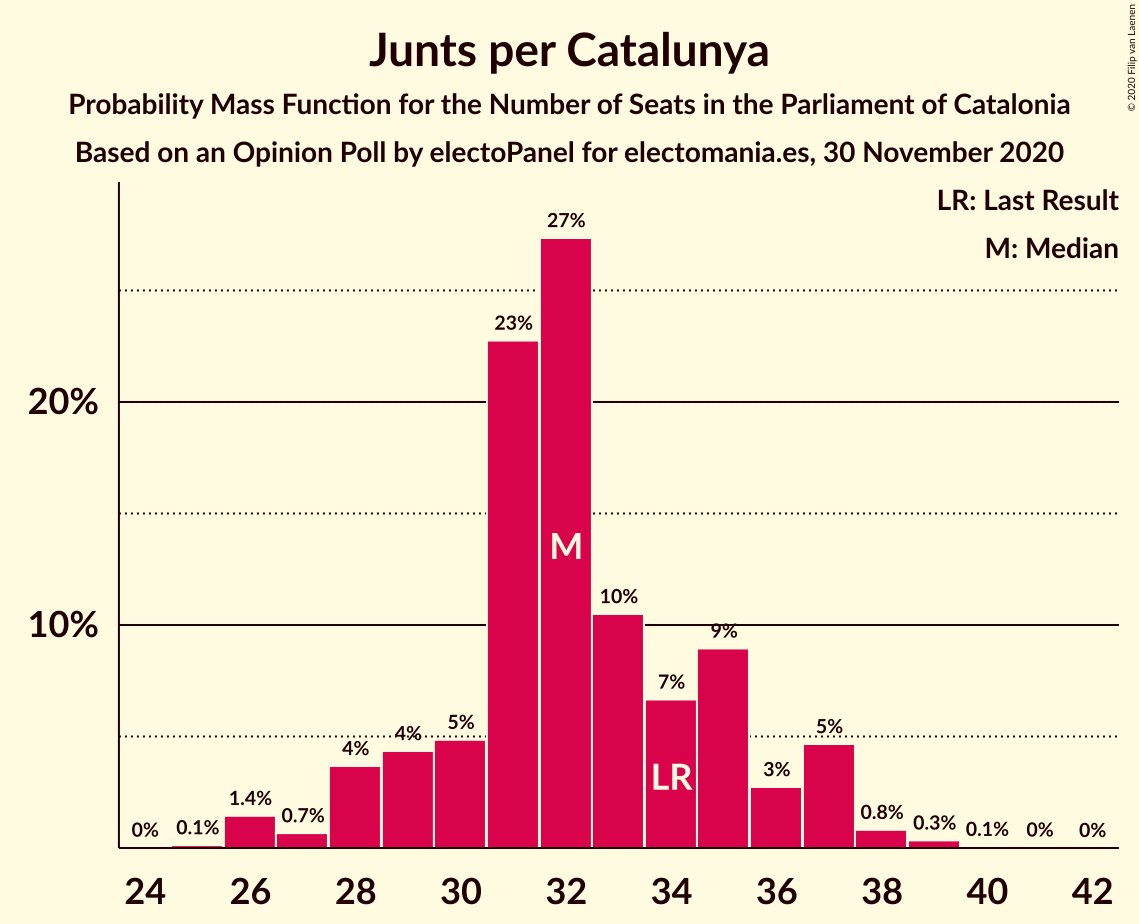 Junts per Catalunya
Probability Mass Function for the Number of Seats in the Parliament of Catalonia
Based on an Opinion Poll by electoPanel for electomania.es, 30 November 2020
© 2020 Filip van Laenen
LR: Last Result
M: Median
20%
10%
0%
0.1%
1.4%
0.7%
4%
4%
5%
23%
27%
10%
7%
9%
3%
5%
0.8%
0.3%
0.1%
0%
0%
M
LR
24 26 28 30 32 34 36 38 40 42